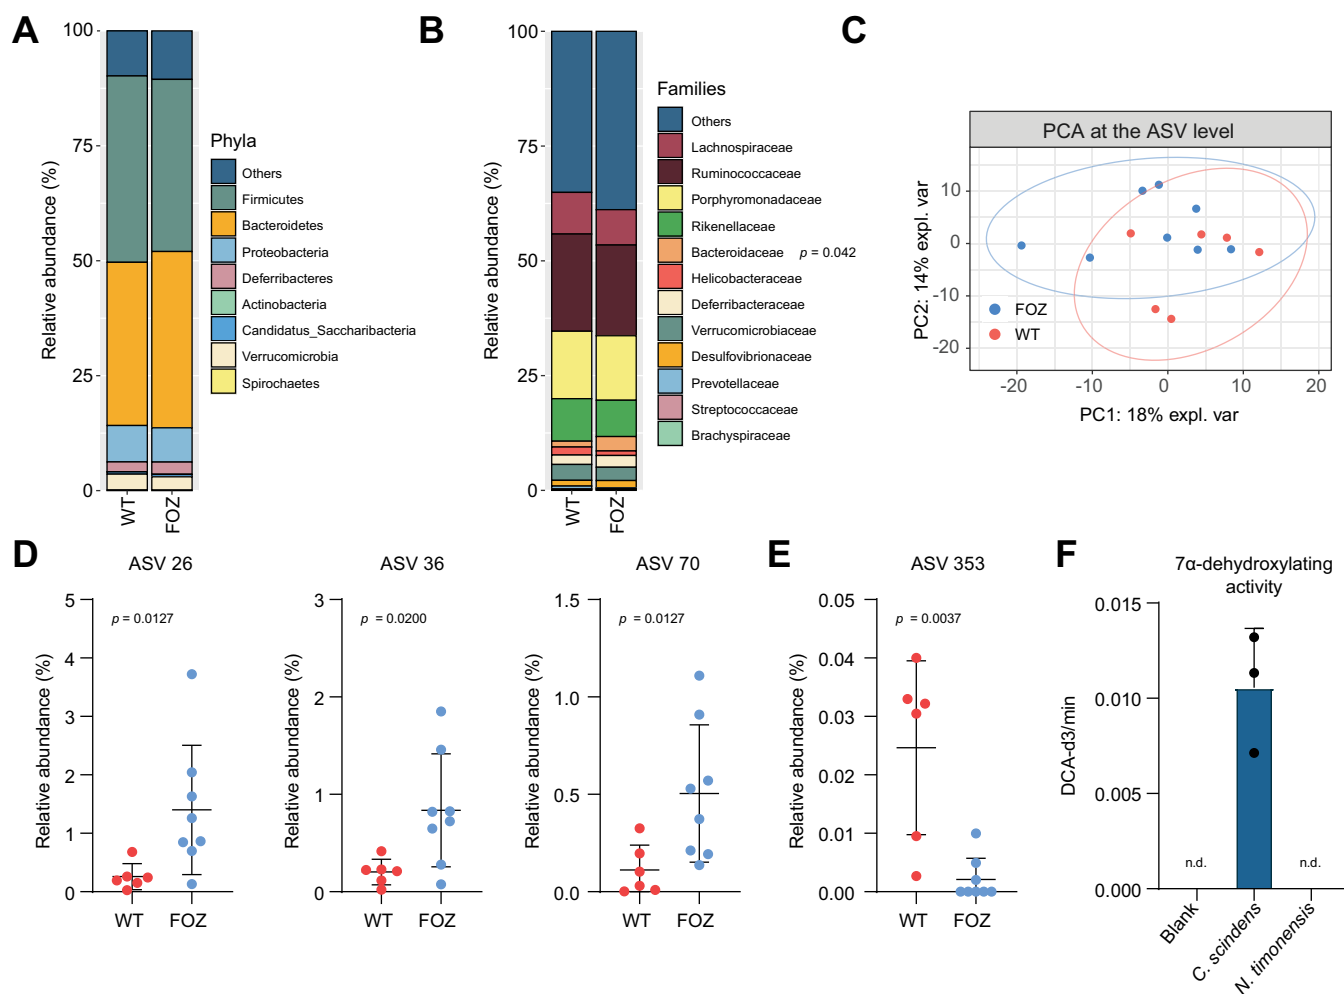 A
100
75
50
25
0
Relative abundance (%)
WT
FOZ
Phyla
Others
Firmicutes
Bacteroidetes
Proteobacteria
Deferribacteres
Actinobacteria
Candidatus_Saccharibacteria
Verrucomicrobia
Spirochaetes
B
100
75
50
25
0
Relative abundance (%)
WT
FOZ
Families
Others
Lachnospiraceae
Ruminococcaceae
Porphyromonadaceae
Rikenellaceae
Bacteroidaceae p = 0.042
Helicobacteraceae
Deferribacteraceae
Verrucomicrobiaceae
Desulfovibrionaceae
Prevotellaceae
Streptococcaceae
Brachyspiraceae
C
PCA at the ASV level
10
0
-10
-20
PC2: 14% expl. var
FOZ
WT
-20 -10 0 10 20
PC1: 18% expl. var
D
ASV 26
p = 0.0127
5
4
3
2
1
0
Relative abundance (%)
WT FOZ
ASV 36
p = 0.0200
3
2
1
0
Relative abundance (%)
WT FOZ
ASV 70
p = 0.0127
1.5
1.0
0.5
0.0
Relative abundance (%)
WT FOZ
E
ASV 353
p = 0.0037
0.05
0.04
0.03
0.02
0.01
0.00
Relative abundance (%)
WT FOZ
F
7α-dehydroxylating
activity
0.015
0.010
0.005
0.000
DCA-d3/min
n.d.
n.d.
Blank
C. scindens
N. timonensis